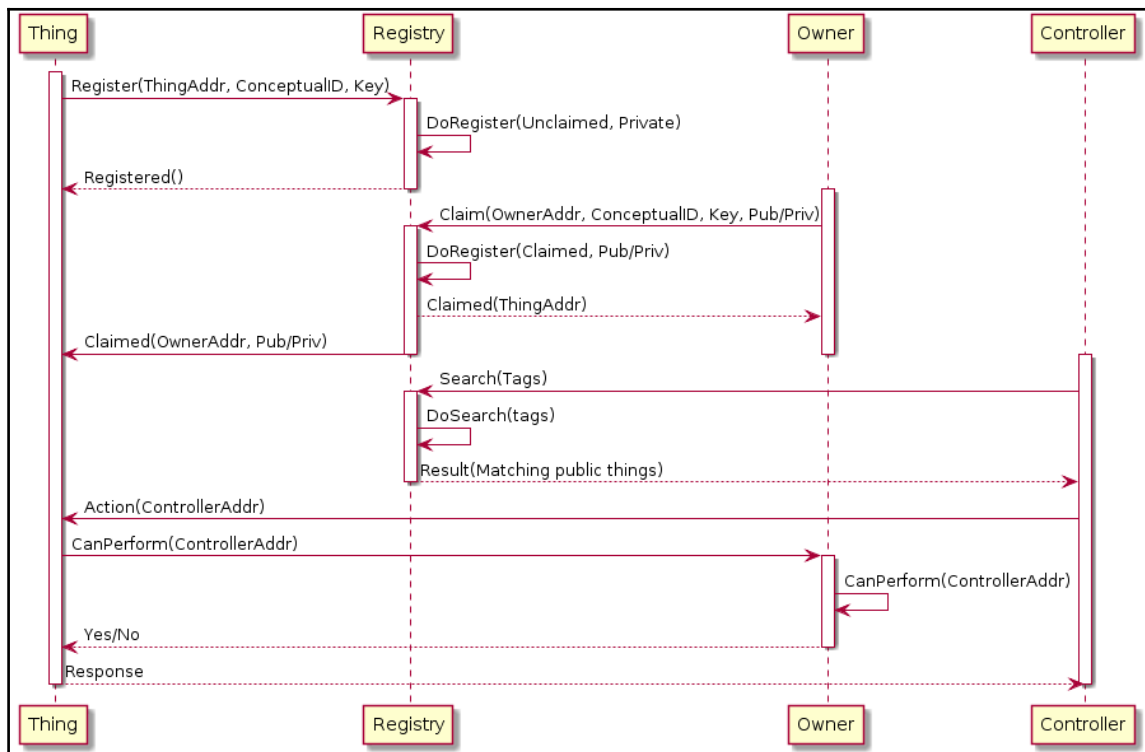 Thing
Registry
Owner
Controller
Register(ThingAddr, ConceptualID, Key)
DoRegister(Unclaimed, Private)
Registered()
Claim(OwnerAddr, ConceptualID, Key, Pub/Priv)
DoRegister(Claimed, Pub/Priv)
Claimed(ThingAddr)
Claimed(OwnerAddr, Pub/Priv)
Search(Tags)
DoSearch(tags)
Result(Matching public things)
Action(ControllerAddr)
CanPerform(ControllerAddr)
CanPerform(ControllerAddr)
Yes/No
Response
Thing
Registry
Owner
Controller